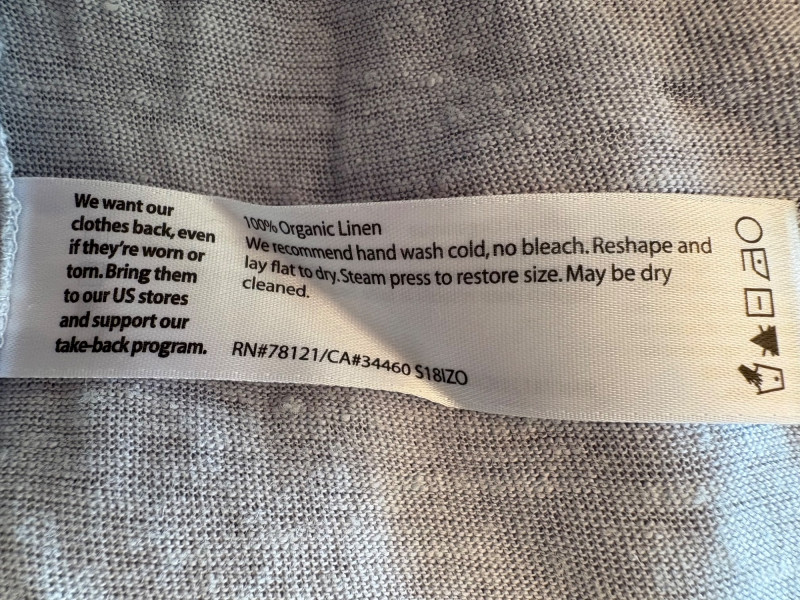 We want our
clothes back, even
if they're worn or
torn. Bring them
to our US stores
and support our
take-back program.
100% Organic Linen
We recommend hand wash cold, no bleach. Reshape and
lay flat to dry. Steam press to restore size. May be dry
cleaned.
RN#78121/CA#34460 S18IZO